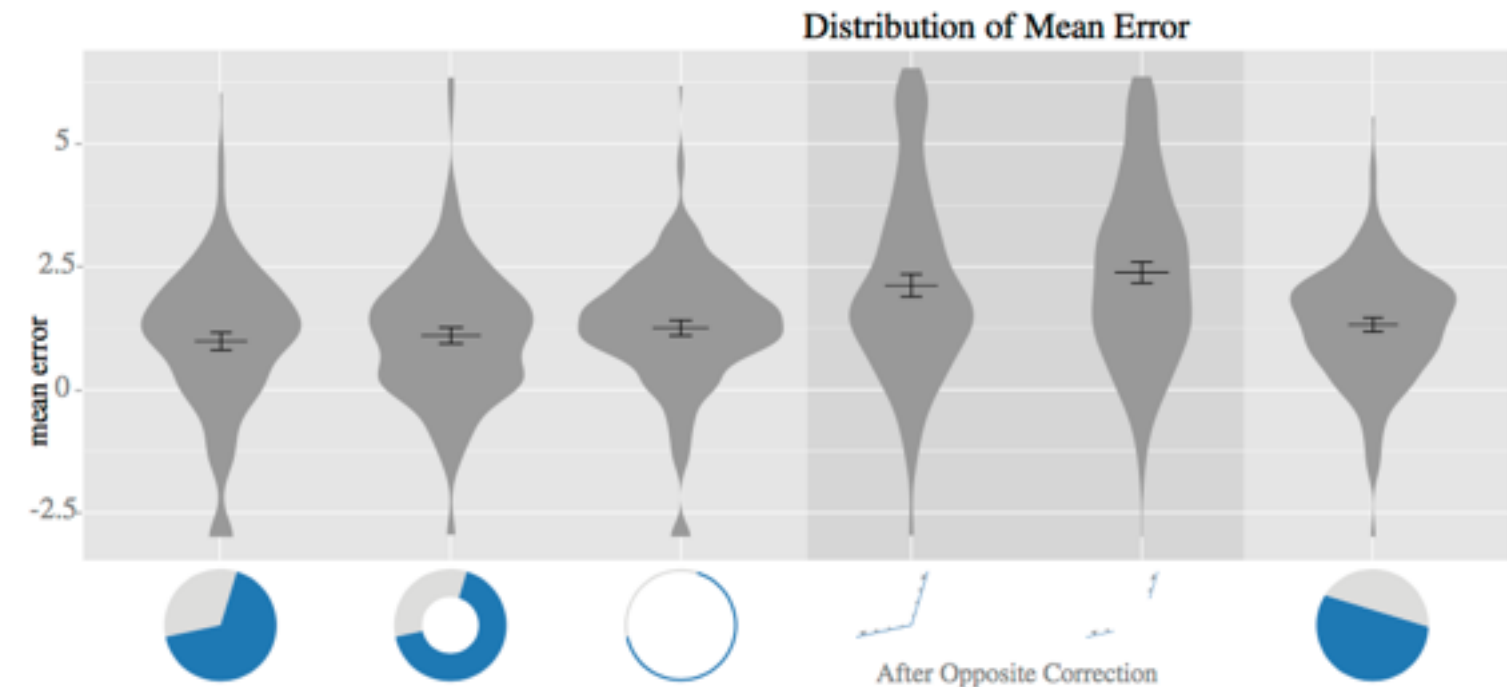 Distribution of Mean Error
5
2.5
0
-2.5
mean error
After Opposite Correction